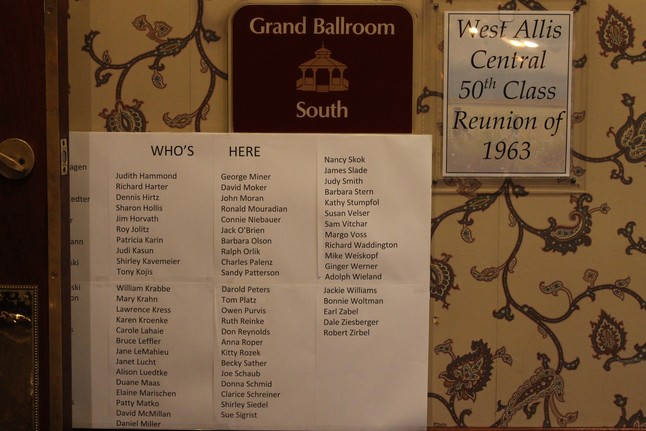 Grand Ballroom
South
West Allis
Central
50th Class
Reunion of
1963
WHO'S HERE
Judith Hammond
Richard Harter
Dennis Hirtz
Sharon Hollis
Jim Horvath
Roy Jolitz
Patricia Karin
Judi Kasun
Shirley Kavemeier
Tony Kojis
William Krabbe
Mary Krahn
Lawrence Kress
Karen Kroenke
Carole Lahaie
Bruce Leffler
Jane LeMahieu
Janet Lucht
Alison Luedtke
Duane Maas
Elaine Marischen
Patty Matko
David McMillan
Daniel Miller
George Miner
David Moker
John Moran
Ronald Mouradian
Connie Niebauer
Jack O'Brien
Barbara Olson
Ralph Orlik
Charles Palenz
Sandy Patterson
Darold Peters
Tom Platz
Owen Purvis
Ruth Reinke
Don Reynolds
Anna Roper
Kitty Rozek
Becky Sather
Joe Schaub
Donna Schmid
Clarice Schreiner
Shirley Siedel
Sue Sigrist
Nancy Skok
James Slade
Judy Smith
Barbara Stern
Kathy Stumpfol
Susan Velser
Sam Vitchar
Margo Voss
Richard Waddington
Mike Weiskopf
Ginger Werner
Adolph Wieland
Jackie Williams
Bonnie Woltman
Earl Zabel
Dale Ziesberger
Robert Zirbel